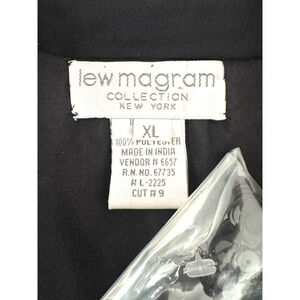 lew magram
COLLECTION
NEW YORK
XL
100% POLYESTER
MADE IN INDIA
VENDOR # 6657
R.N. NO. 67735
# L-2225
CUT # 9